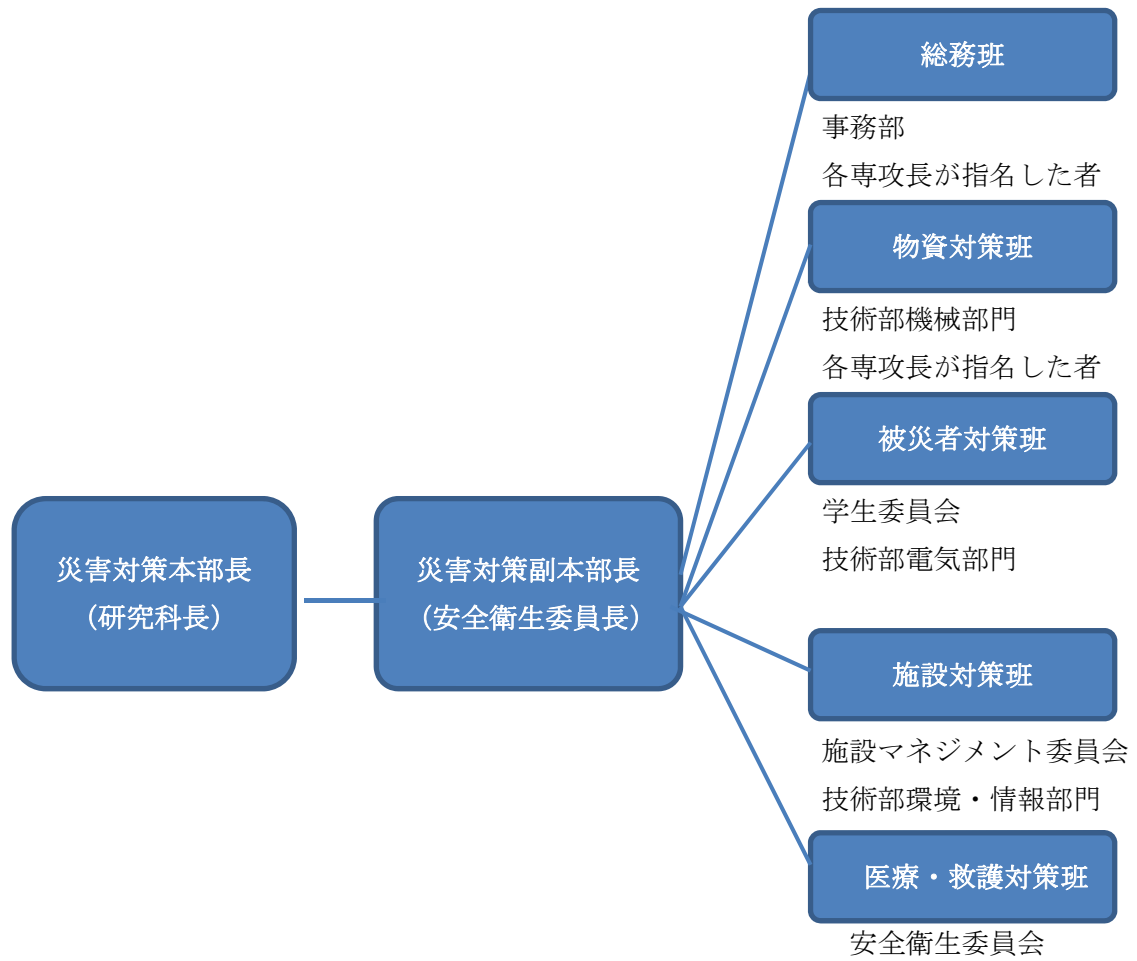 総務班
事務部
各専攻長が指名した者
物資対策班
技術部機械部門
各専攻長が指名した者
被災者対策班
学生委員会
技術部電気部門
災害対策本部長
（研究科長）
災害対策副本部長
（安全衛生委員長）
施設対策班
施設マネジメント委員会
技術部環境・情報部門
医療・救護対策班
安全衛生委員会